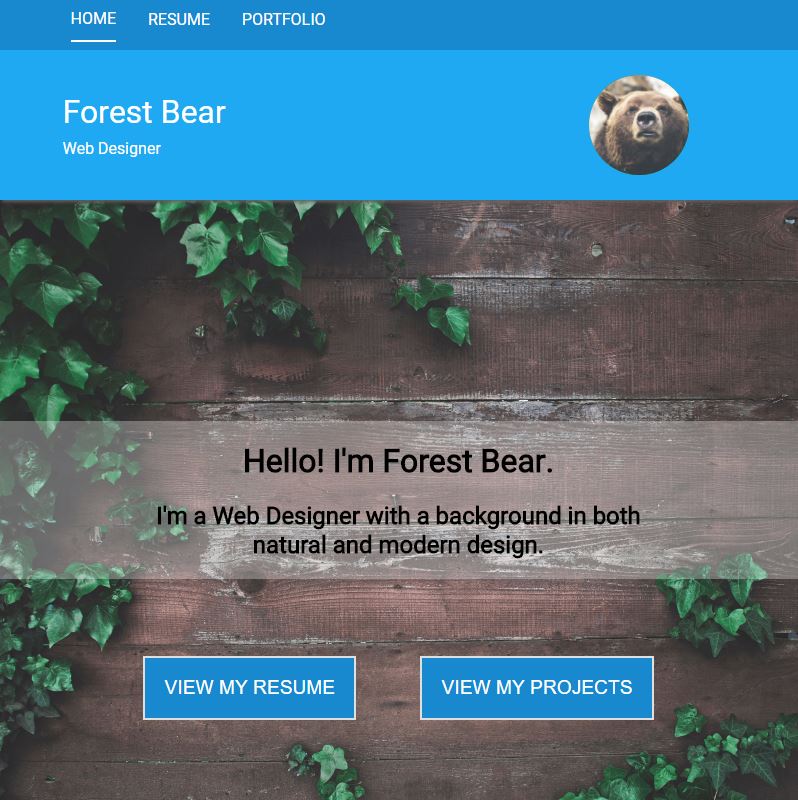 HOME RESUME PORTFOLIO
Forest Bear
Web Designer
Hello! I'm Forest Bear.
I'm a Web Designer with a background in both
natural and modern design.
VIEW MY RESUME VIEW MY PROJECTS